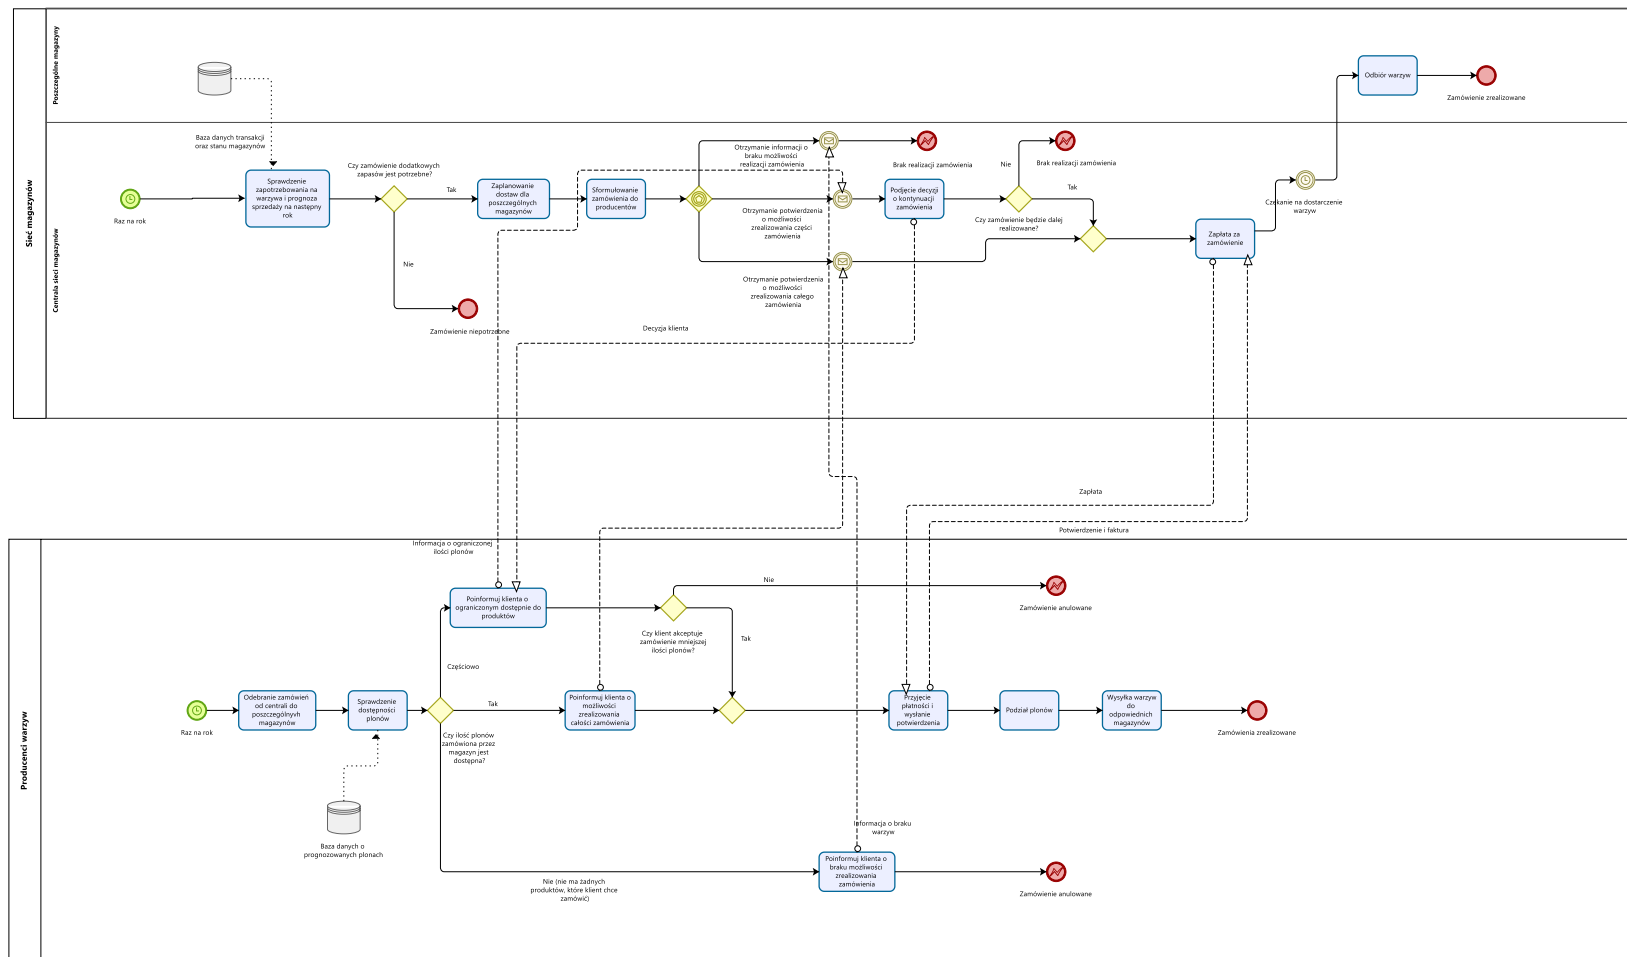 Sieć magazynów
Poszczególne magazyny
Centrala sieci magazynów
Baza danych transakcji
oraz stanu magazynów
Raz na rok
Sprawdzenie
zapotrzebowania na
warzywa i prognoza
sprzedaży na następny
rok
Czy zamówienie dodatkowych
zapasów jest potrzebne?
Tak
Nie
Zamówienie niepotrzebne
Zaplanowanie
dostaw dla
poszczególnych
magazynów
Sformułowanie
zamówienia do
producentów
Otrzymanie informacji o
braku możliwości
realizacji zamówienia
Brak realizacji zamówienia
Otrzymanie potwierdzenia
o możliwości
zrealizowania części
zamówienia
Otrzymanie potwierdzenia
o możliwości
zrealizowania całego
zamówienia
Podjęcie decyzji
o kontynuacji
zamówienia
Czy zamówienie będzie dalej
realizowane?
Nie
Brak realizacji zamówienia
Tak
Zapłata za
zamówienie
Czekanie na dostarczenie
warzyw
Odbiór warzyw
Zamówienie zrealizowane
Decyzja klienta
Zapłata
Potwierdzenie i faktura
Informacja o ograniczonej
ilości plonów
Producenci warzyw
Raz na rok
Odebranie zamówień
od centrali do
poszczególnyvh
magazynów
Sprawdzenie
dostępności
plonów
Baza danych o
prognozowanych plonach
Czy ilość plonów
zamówiona przez
magazyn jest
dostępna?
Częściowo
Tak
Nie (nie ma żadnych
produktów, które klient chce
zamówić)
Poinformuj klienta o
ograniczonym dostępnie do
produktów
Czy klient akceptuje
zamówienie mniejszej
ilości plonów?
Nie
Zamówienie anulowane
Tak
Poinformuj klienta o
możliwości
zrealizowania
całości zamówienia
Przyjęcie
płatności i
wysłanie
potwierdzenia
Podział plonów
Wysyłka warzyw
do
odpowiednich
magazynów
Zamówienia zrealizowane
Informacja o braku
warzyw
Poinformuj klienta o
braku możliwości
zrealizowania
zamówienia
Zamówienie anulowane